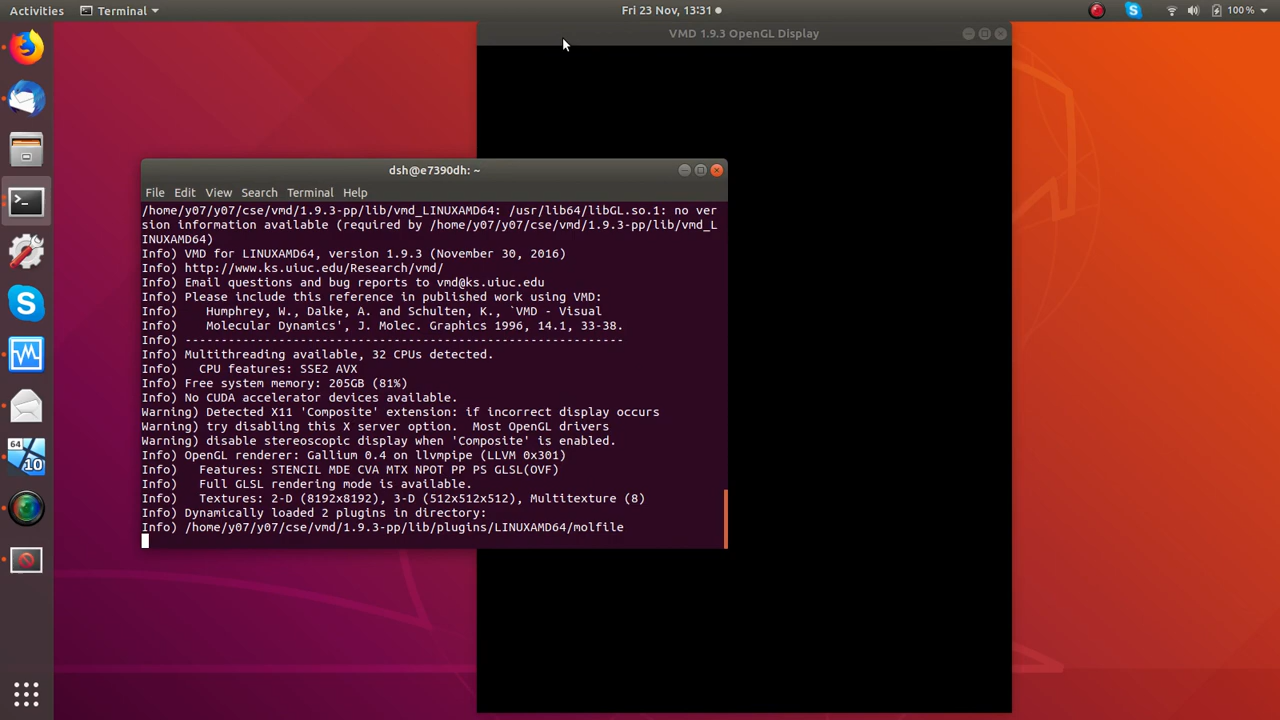 Activities
Terminal
Fri 23 Nov, 13:31
100 %
VMD 1.9.3 OpenGL Display
dsh@e7390dh: ~
File Edit View Search Terminal Help
/home/y07/y07/cse/vmd/1.9.3-pp/lib/vmd_LINUXAMD64: /usr/lib64/libGL.so.1: no ver
sion information available (required by /home/y07/y07/cse/vmd/1.9.3-pp/lib/vmd_L
INUXAMD64)
Info) VMD for LINUXAMD64, version 1.9.3 (November 30, 2016)
Info) http://www.ks.uiuc.edu/Research/vmd/
Info) Email questions and bug reports to vmd@ks.uiuc.edu
Info) Please include this reference in published work using VMD:
Info)    Humphrey, W., Dalke, A. and Schulten, K., `VMD - Visual
Info)    Molecular Dynamics', J. Molec. Graphics 1996, 14.1, 33-38.
Info) -------------------------------------------------------------
Info) Multithreading available, 32 CPUs detected.
Info)   CPU features: SSE2 AVX
Info) Free system memory: 205GB (81%)
Info) No CUDA accelerator devices available.
Warning) Detected X11 'Composite' extension: if incorrect display occurs
Warning) try disabling this X server option.  Most OpenGL drivers
Warning) disable stereoscopic display when 'Composite' is enabled.
Info) OpenGL renderer: Gallium 0.4 on llvmpipe (LLVM 0x301)
Info)   Features: STENCIL MDE CVA MTX NPOT PP PS GLSL(OVF)
Info)   Full GLSL rendering mode is available.
Info)   Textures: 2-D (8192x8192), 3-D (512x512x512), Multitexture (8)
Info) Dynamically loaded 2 plugins in directory:
Info) /home/y07/y07/cse/vmd/1.9.3-pp/lib/plugins/LINUXAMD64/molfile
64
10